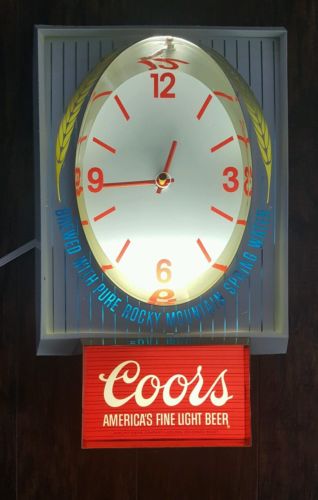 12
9
3
6
BREWED WITH PURE ROCKY MOUNTAIN SPRING WATER
Coors
AMERICA'S FINE LIGHT BEER